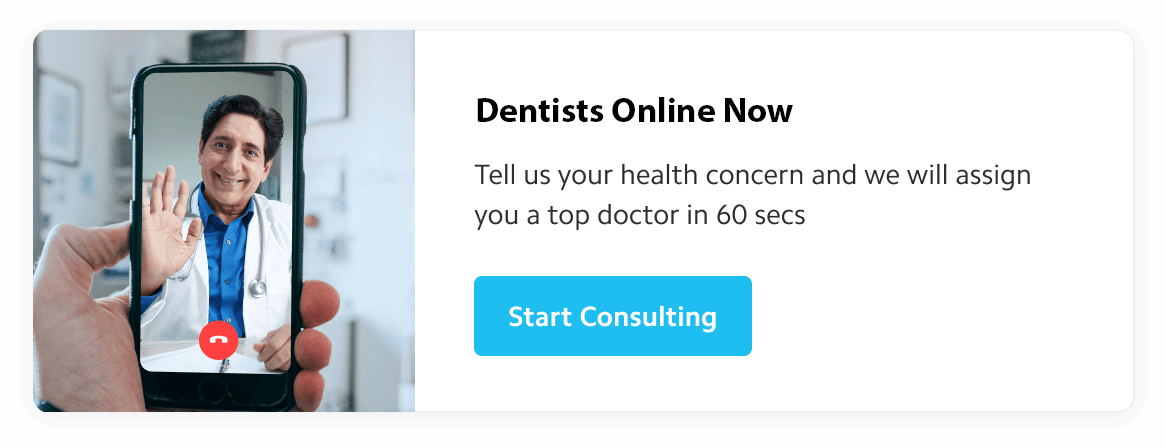 Dentists Online Now
Tell us your health concern and we will assign
you a top doctor in 60 secs
Start Consulting